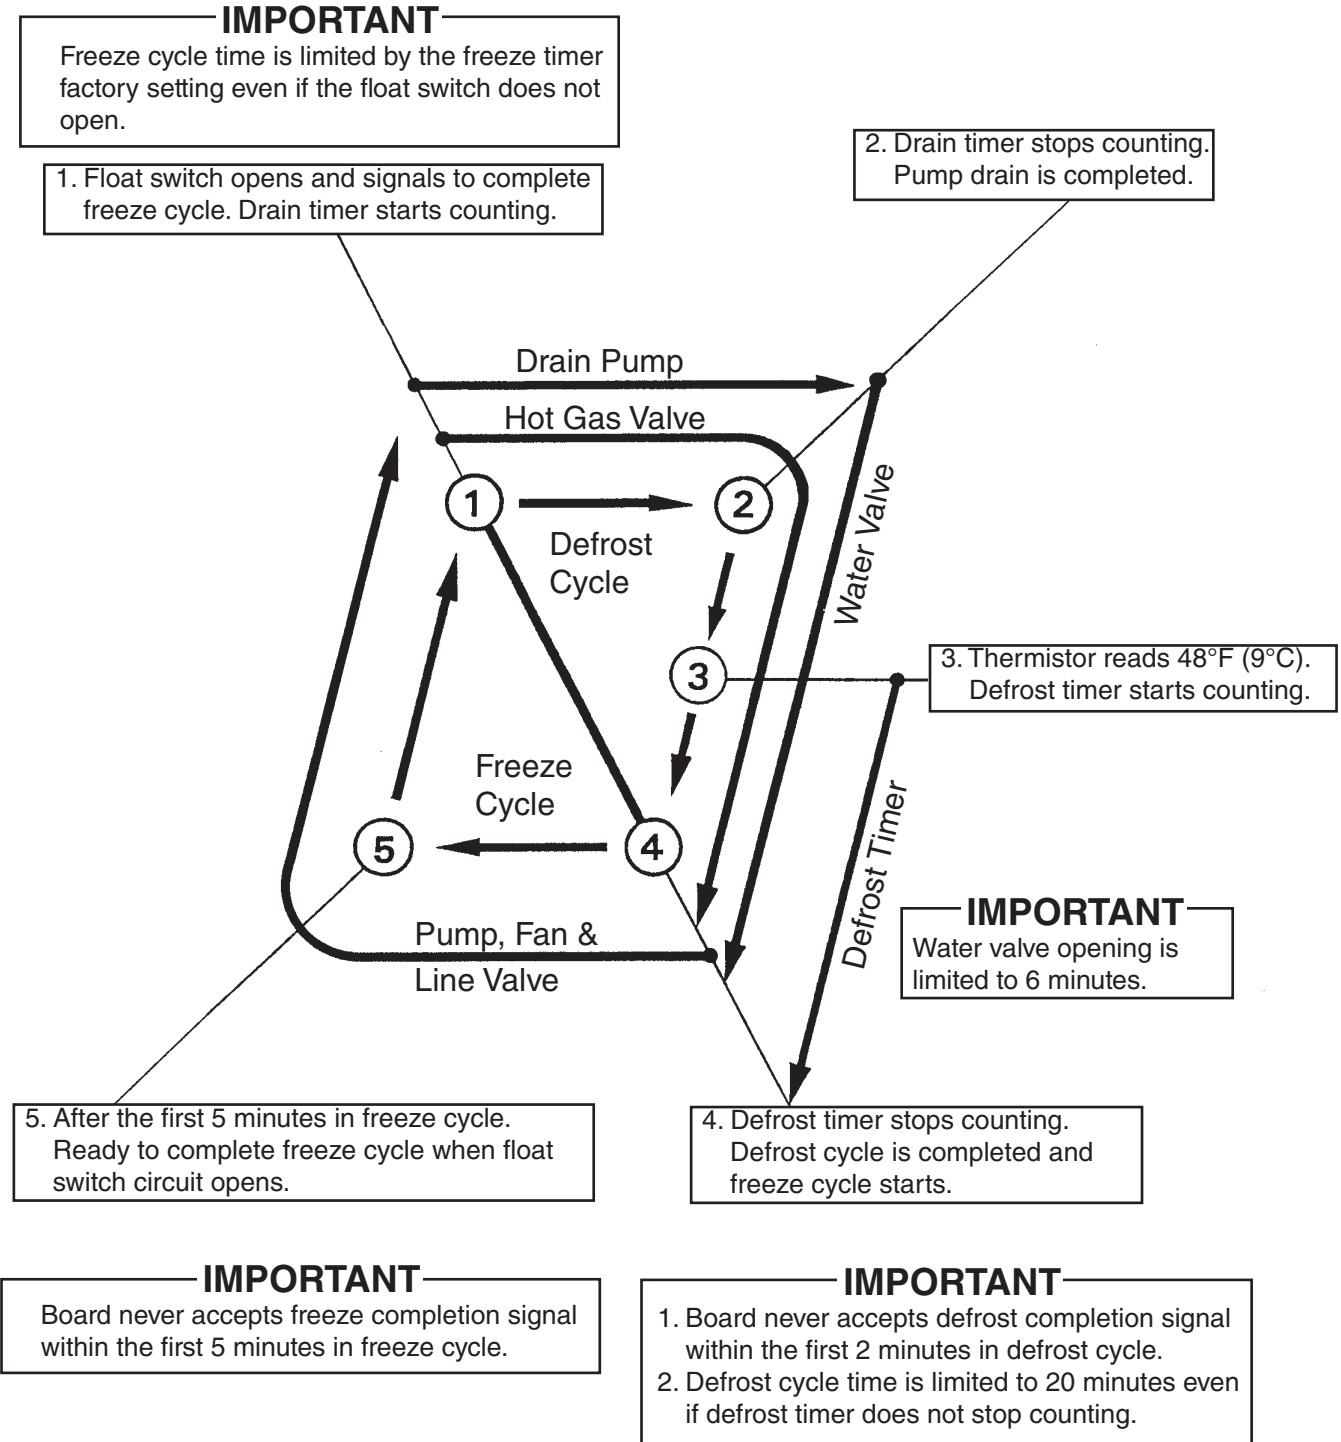 IMPORTANT
Freeze cycle time is limited by the freeze timer
factory setting even if the float switch does not
open.
1. Float switch opens and signals to complete
freeze cycle. Drain timer starts counting.
2. Drain timer stops counting.
Pump drain is completed.
Drain Pump
Hot Gas Valve
1
2
Defrost
Cycle
Water Valve
3
3. Thermistor reads 48°F (9°C).
Defrost timer starts counting.
Freeze
Cycle
5
4
Defrost Timer
Pump, Fan &
Line Valve
IMPORTANT
Water valve opening is
limited to 6 minutes.
5. After the first 5 minutes in freeze cycle.
Ready to complete freeze cycle when float
switch circuit opens.
4. Defrost timer stops counting.
Defrost cycle is completed and
freeze cycle starts.
IMPORTANT
Board never accepts freeze completion signal
within the first 5 minutes in freeze cycle.
IMPORTANT
1. Board never accepts defrost completion signal
within the first 2 minutes in defrost cycle.
2. Defrost cycle time is limited to 20 minutes even
if defrost timer does not stop counting.